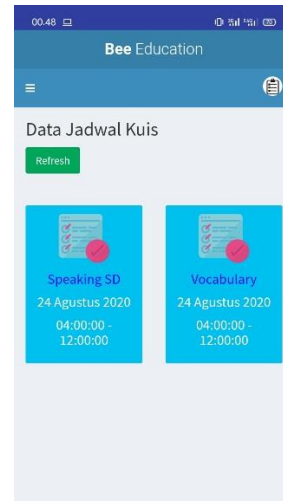 00.48
Bee Education
Data Jadwal Kuis
Refresh
Speaking SD
24 Agustus 2020
04:00:00 -
12:00:00
Vocabulary
24 Agustus 2020
04:00:00 -
12:00:00